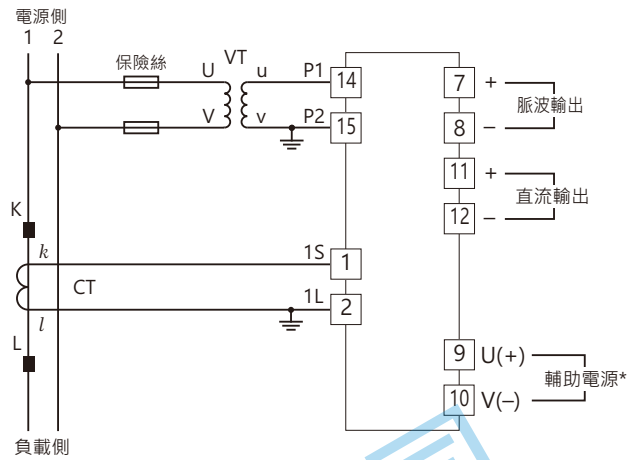 電源側
1 2
保險絲
U VT u P1 14
V v P2 15
7 +
脈波輸出
8 –
11 +
直流輸出
12 –
K
k
1S 1
CT
1L 2
l
L
9 U(+)
輔助電源*
10 V(–)
負載側